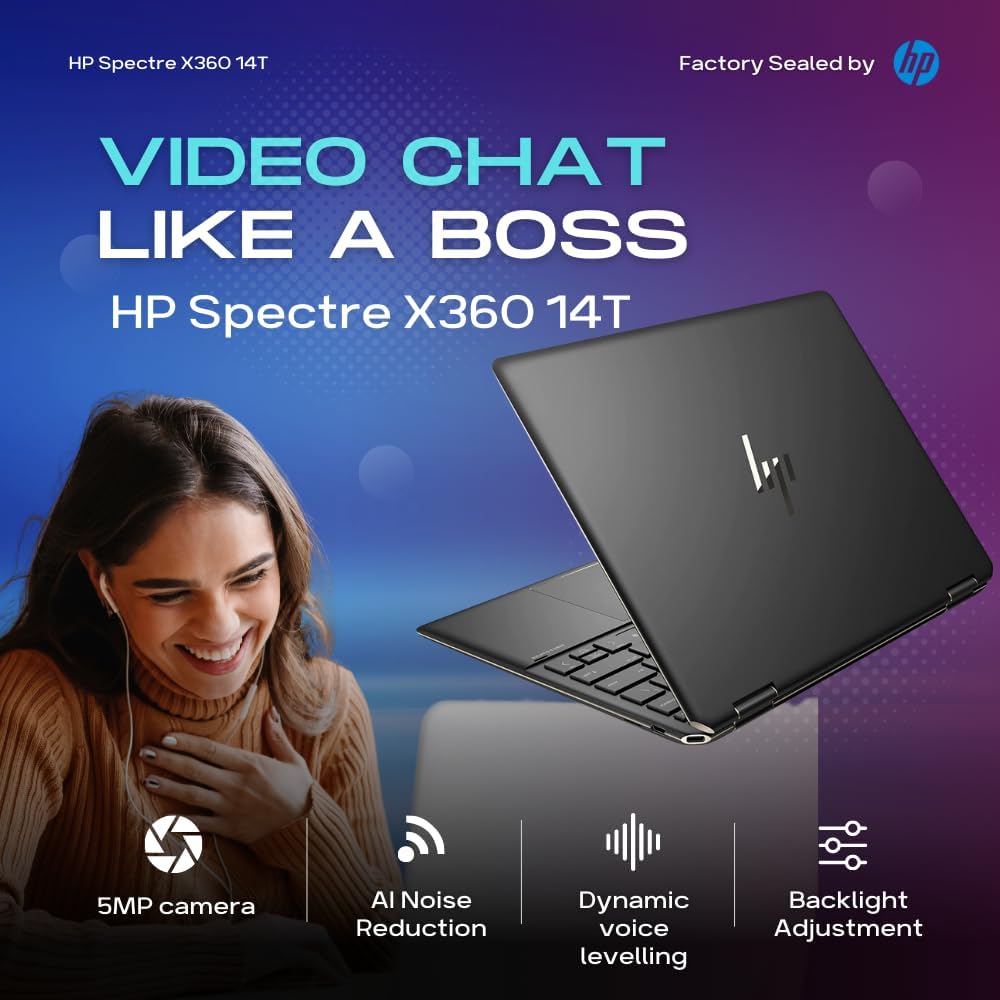 HP Spectre X360 14T
Factory Sealed by hp
VIDEO CHAT
LIKE A BOSS
HP Spectre X360 14T
5MP camera
AI Noise
Reduction
Dynamic
voice
levelling
Backlight
Adjustment